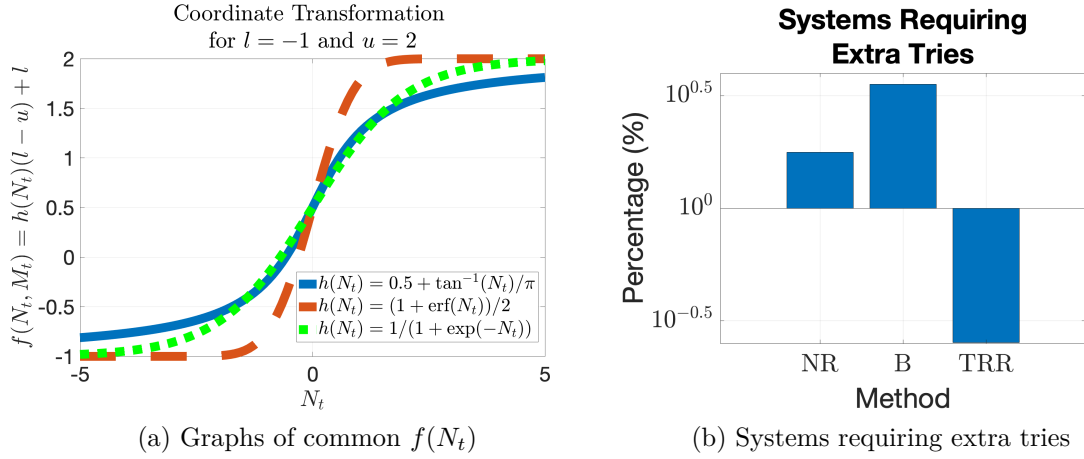 Coordinate Transformation
for l = −1 and u = 2
f(N_t, M_i) = h(N_t)(l − u) + l
2
1.5
1
0.5
0
-0.5
-1
-5
0
5
N_t
h(N_t) = 0.5 + tan⁻¹(N_t)/π
h(N_t) = (1 + erf(N_t))/2
h(N_t) = 1/(1 + exp(−N_t))
(a) Graphs of common f(N_t)
Systems Requiring
Extra Tries
Percentage (%)
10^0.5
10^0
10^−0.5
NR
B
TRR
Method
(b) Systems requiring extra tries